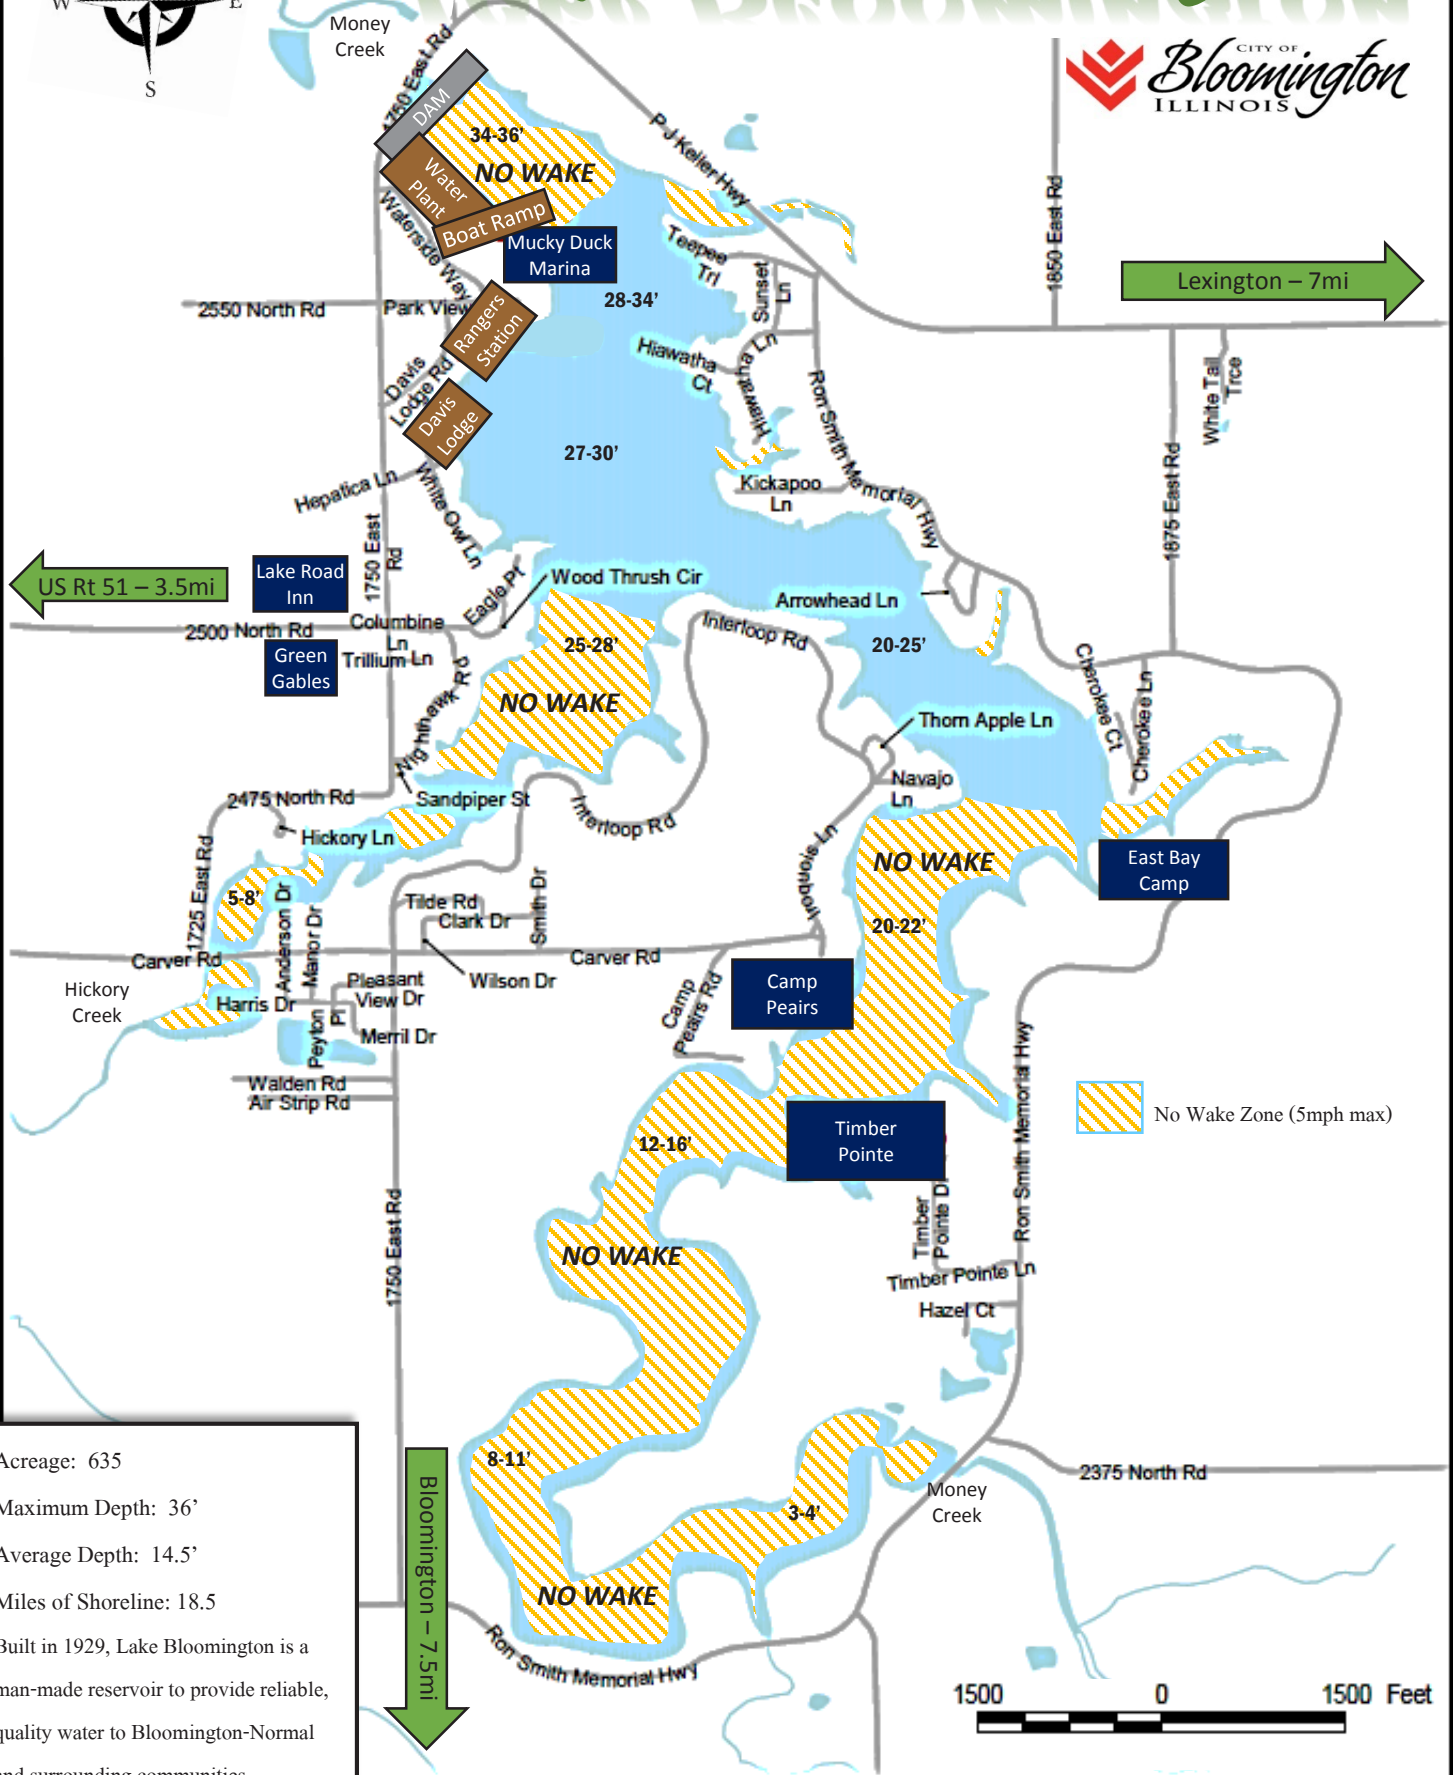 LAKE BLOOMINGTON
W
E
S
Money
Creek
CITY OF
Bloomington
ILLINOIS
1750 East Rd
DAM
34-36’
NO WAKE
Water
Plant
Boat Ramp
Mucky Duck
Marina
P J Keller Hwy
1850 East Rd
Lexington – 7mi
Waterside Way
Teepee
Trl
Sunset
Ln
28-34’
2550 North Rd
Park View
Rangers
Station
Hiawatha
Ct
Hiawatha Ln
Davis
Lodge Rd
Davis
Lodge
White Tail
Trce
Ron Smith Memorial Hwy
27-30’
Hepatica Ln
White Owl Ln
Kickapoo
Ln
1875 East Rd
1750 East
Rd
US Rt 51 – 3.5mi
Lake Road
Inn
Eagle Pt
Wood Thrush Cir
Arrowhead Ln
2500 North Rd
Columbine
Ln
Green
Gables
Trillium Ln
25-28’
NO WAKE
Interloop Rd
20-25’
Nighthawk Rd
Cherokee Ct
Cherokee Ln
Thorn Apple Ln
Navajo
Ln
2475 North Rd
Sandpiper St
Hickory Ln
Interloop Rd
Iroquois Ln
NO WAKE
East Bay
Camp
1725 East Rd
5-8’
Anderson Dr
Manor Dr
Tilde Rd
Clark Dr
Smith Dr
20-22’
Carver Rd
Carver Rd
Hickory
Creek
Harris Dr
Pleasant
View Dr
Wilson Dr
Camp
Peairs Rd
Camp
Peairs
Peyton
Pl
Merril Dr
Walden Rd
Air Strip Rd
Ron Smith Memorial Hwy
No Wake Zone (5mph max)
12-16’
Timber
Pointe
Timber
Pointe Dr
1750 East Rd
NO WAKE
Timber Pointe Ln
Hazel Ct
8-11’
3-4’
Money
Creek
2375 North Rd
Bloomington – 7.5mi
NO WAKE
Ron Smith Memorial Hwy
Acreage: 635
Maximum Depth: 36’
Average Depth: 14.5’
Miles of Shoreline: 18.5
Built in 1929, Lake Bloomington is a
man-made reservoir to provide reliable,
quality water to Bloomington-Normal
and surrounding communities
1500
0
1500 Feet